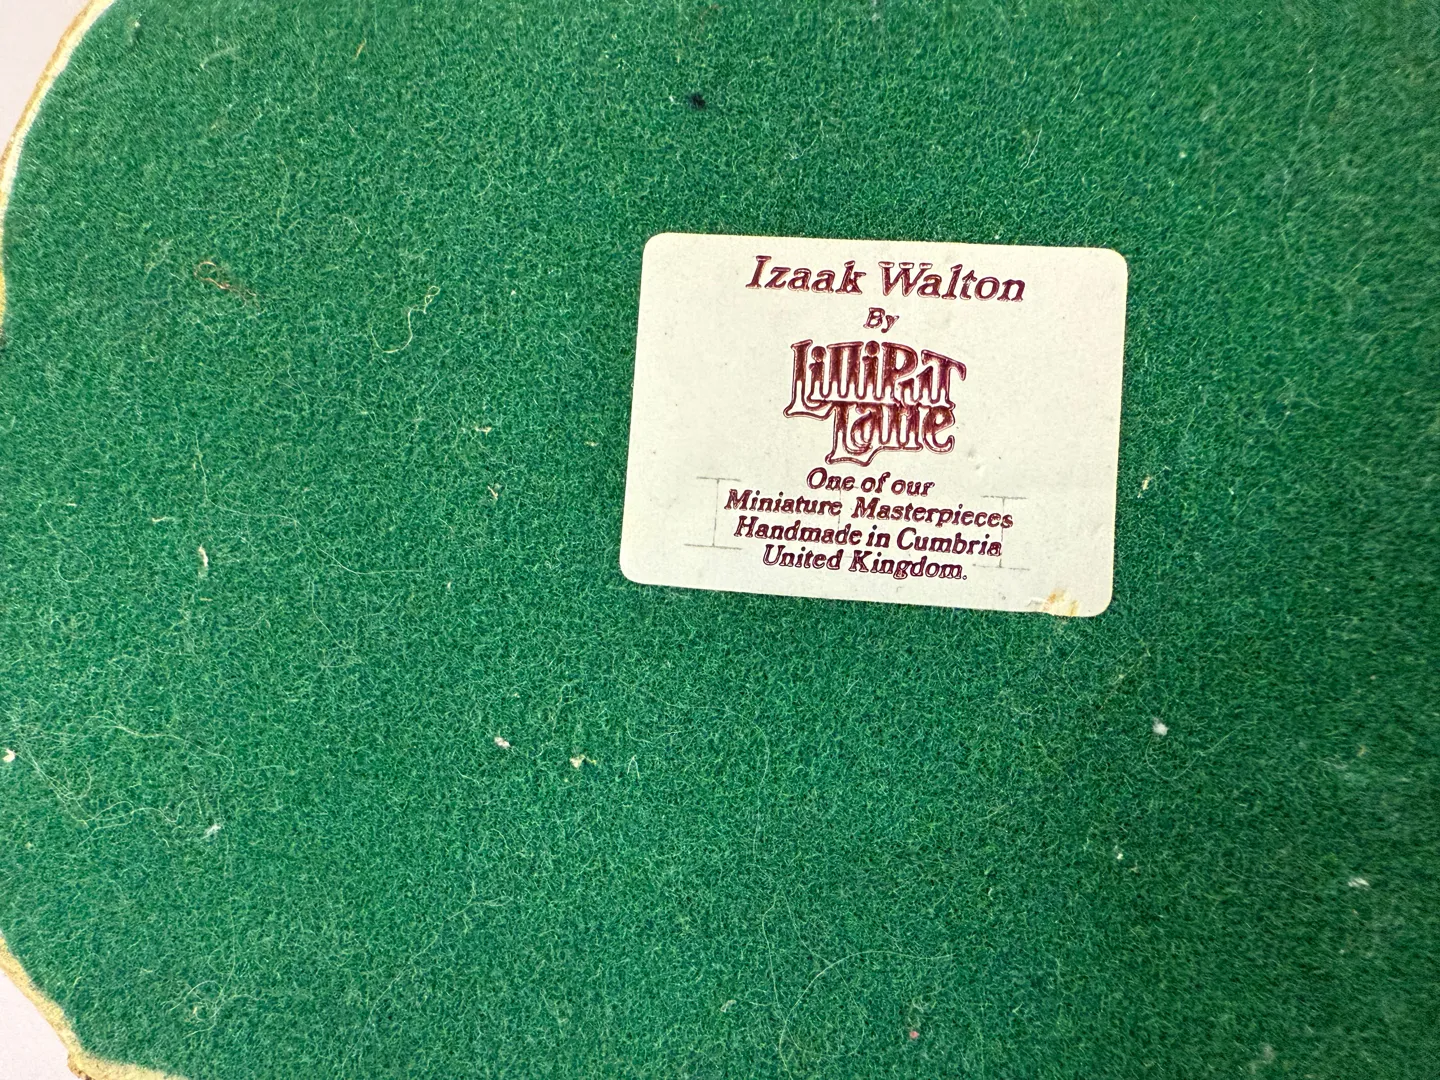 Izaak Walton
By
Lilliput
Lane
One of our
Miniature Masterpieces
Handmade in Cumbria
United Kingdom.